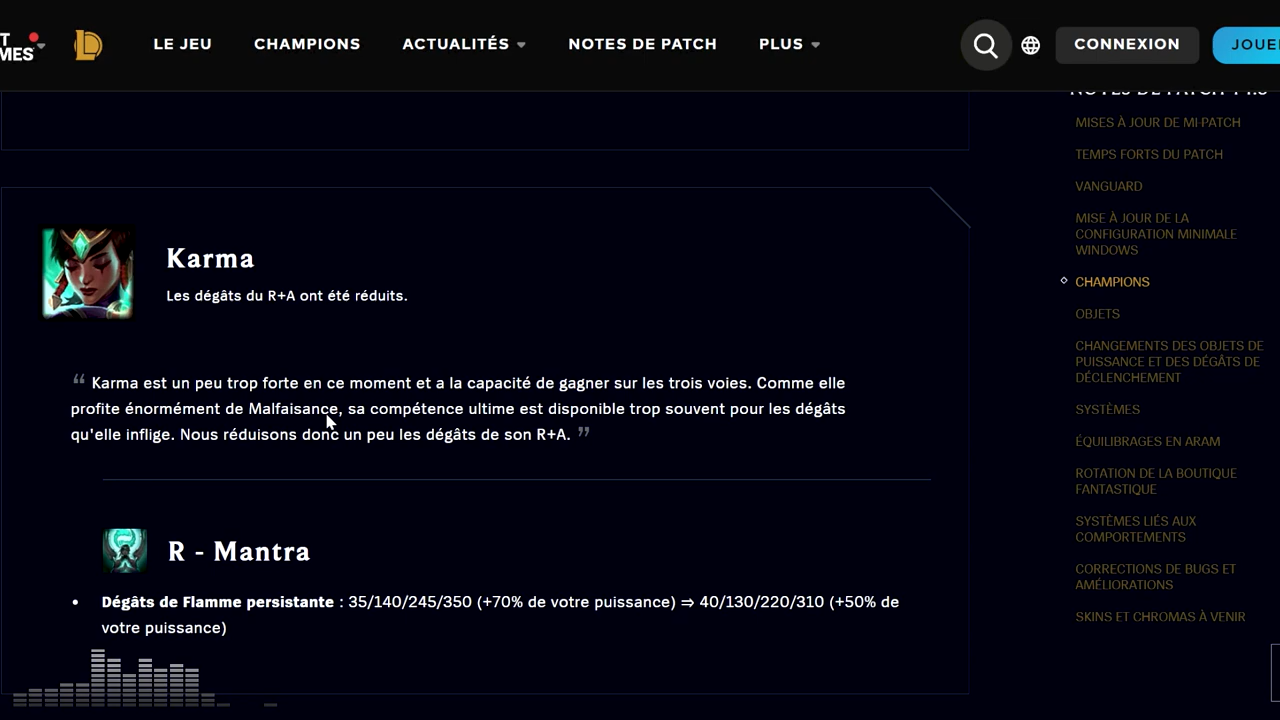 LE JEU
CHAMPIONS
ACTUALITÉS
NOTES DE PATCH
PLUS
CONNEXION
Karma
Les dégâts du R+A ont été réduits.
“ Karma est un peu trop forte en ce moment et a la capacité de gagner sur les trois voies. Comme elle
profite énormément de Malfaisance, sa compétence ultime est disponible trop souvent pour les dégâts
qu'elle inflige. Nous réduisons donc un peu les dégâts de son R+A. ”
R - Mantra
• Dégâts de Flamme persistante : 35/140/245/350 (+70% de votre puissance) ⇒ 40/130/220/310 (+50% de
votre puissance)
MISES À JOUR DE MI-PATCH
TEMPS FORTS DU PATCH
VANGUARD
MISE À JOUR DE LA
CONFIGURATION MINIMALE
WINDOWS
CHAMPIONS
OBJETS
CHANGEMENTS DES OBJETS DE
PUISSANCE ET DES DÉGÂTS DE
DÉCLENCHEMENT
SYSTÈMES
ÉQUILIBRAGES EN ARAM
ROTATION DE LA BOUTIQUE
FANTASTIQUE
SYSTÈMES LIÉS AUX
COMPORTEMENTS
CORRECTIONS DE BUGS ET
AMÉLIORATIONS
SKINS ET CHROMAS À VENIR